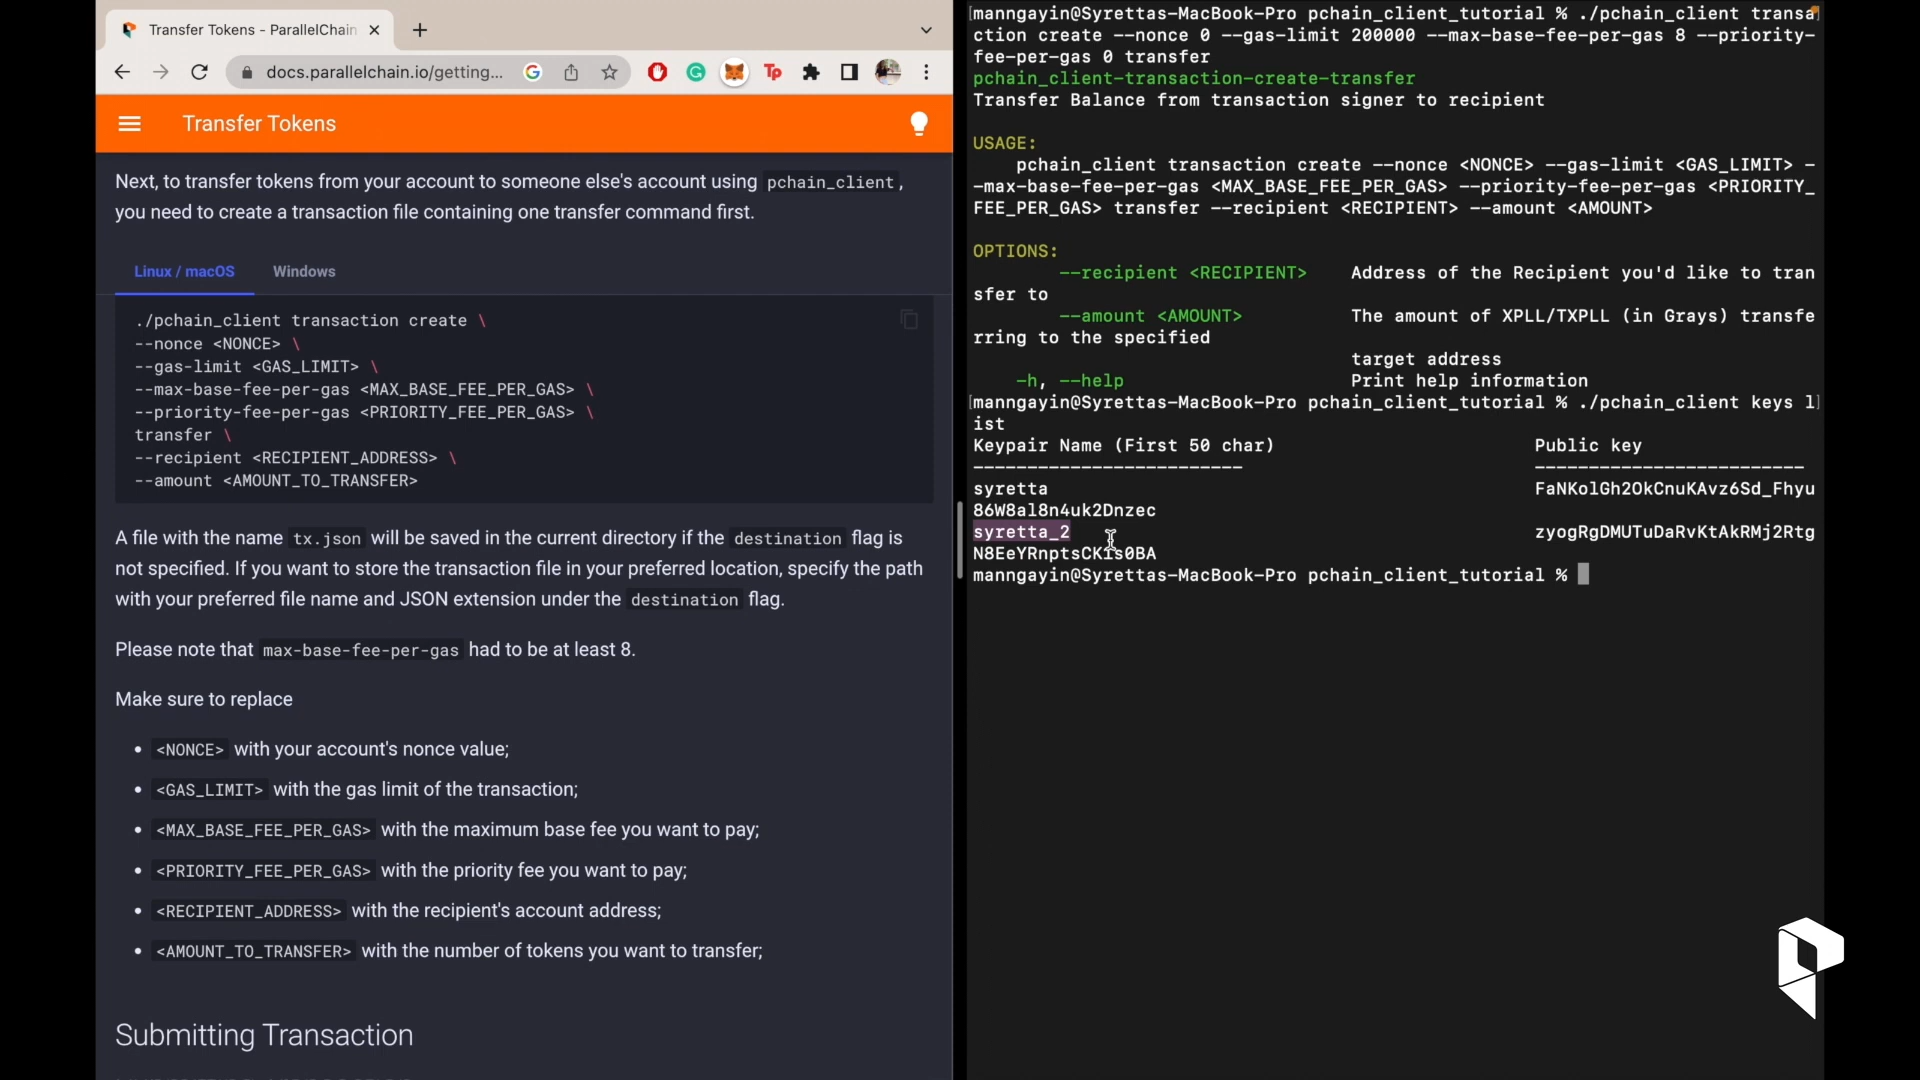 Transfer Tokens - ParallelChain
docs.parallelchain.io/getting...
Transfer Tokens
Next, to transfer tokens from your account to someone else's account using pchain_client,
you need to create a transaction file containing one transfer command first.
Linux / macOS
Windows
./pchain_client transaction create \
--nonce <NONCE> \
--gas-limit <GAS_LIMIT> \
--max-base-fee-per-gas <MAX_BASE_FEE_PER_GAS> \
--priority-fee-per-gas <PRIORITY_FEE_PER_GAS> \
transfer \
--recipient <RECIPIENT_ADDRESS> \
--amount <AMOUNT_TO_TRANSFER>
A file with the name tx.json will be saved in the current directory if the destination flag is
not specified. If you want to store the transaction file in your preferred location, specify the path
with your preferred file name and JSON extension under the destination flag.
Please note that max-base-fee-per-gas had to be at least 8.
Make sure to replace
• <NONCE> with your account's nonce value;
• <GAS_LIMIT> with the gas limit of the transaction;
• <MAX_BASE_FEE_PER_GAS> with the maximum base fee you want to pay;
• <PRIORITY_FEE_PER_GAS> with the priority fee you want to pay;
• <RECIPIENT_ADDRESS> with the recipient's account address;
• <AMOUNT_TO_TRANSFER> with the number of tokens you want to transfer;
Submitting Transaction
[manngayin@Syrettas-MacBook-Pro pchain_client_tutorial % ./pchain_client transa]
ction create --nonce 0 --gas-limit 200000 --max-base-fee-per-gas 8 --priority-
fee-per-gas 0 transfer
pchain_client-transaction-create-transfer
Transfer Balance from transaction signer to recipient
USAGE:
pchain_client transaction create --nonce <NONCE> --gas-limit <GAS_LIMIT> -
-max-base-fee-per-gas <MAX_BASE_FEE_PER_GAS> --priority-fee-per-gas <PRIORITY_
FEE_PER_GAS> transfer --recipient <RECIPIENT> --amount <AMOUNT>
OPTIONS:
--recipient <RECIPIENT> Address of the Recipient you'd like to tran
sfer to
--amount <AMOUNT> The amount of XPLL/TXPLL (in Grays) transfe
rring to the specified
target address
-h, --help Print help information
[manngayin@Syrettas-MacBook-Pro pchain_client_tutorial % ./pchain_client keys l]
ist
Keypair Name (First 50 char) Public key
------------------------- -------------------------
syretta FaNKolGh2OkCnuKAvz6Sd_Fhyu
86W8al8n4uk2Dnzec
syretta_2 zyogRgDMUTuDaRvKtAkRMj2Rtg
N8EeYRnptsCK1s0BA
manngayin@Syrettas-MacBook-Pro pchain_client_tutorial %